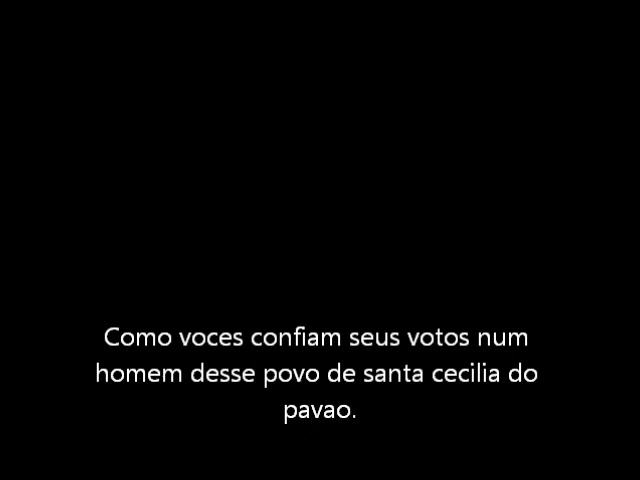 Como voces confiam seus votos num
homem desse povo de santa cecilia do
pavao.